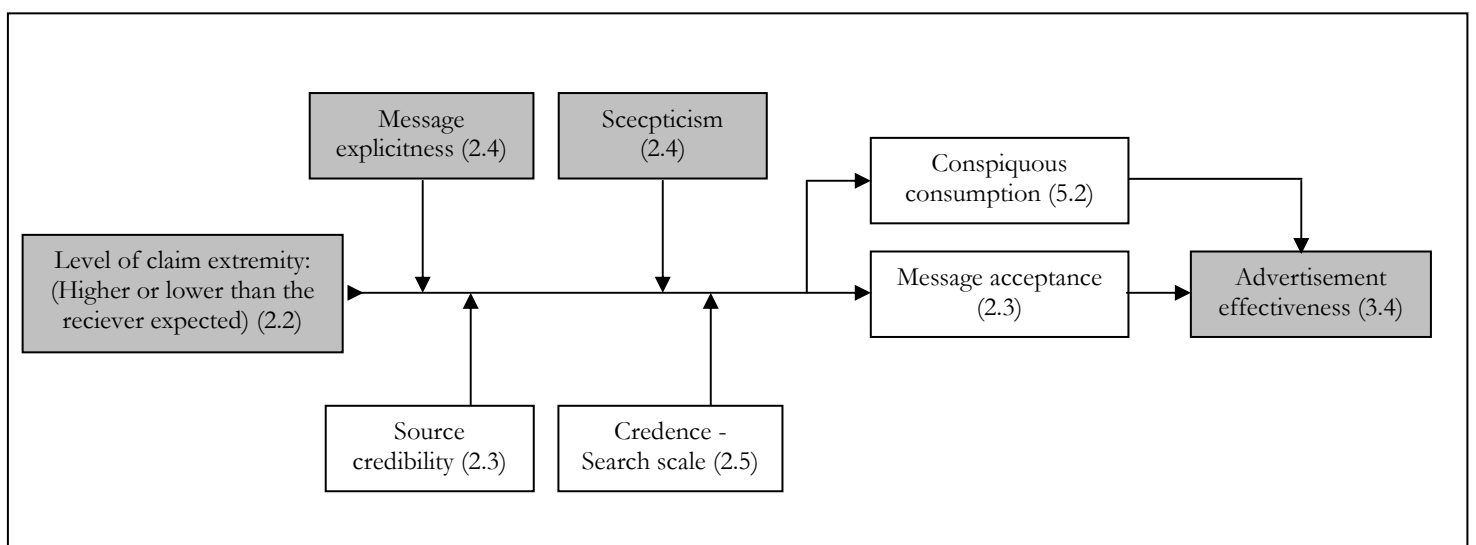 Message
explicitness (2.4)
Scecpticism
(2.4)
Conspiquous
consumption (5.2)
Level of claim extremity:
(Higher or lower than the
reciever expected) (2.2)
Message acceptance
(2.3)
Advertisement
effectiveness (3.4)
Source
credibility (2.3)
Credence -
Search scale (2.5)